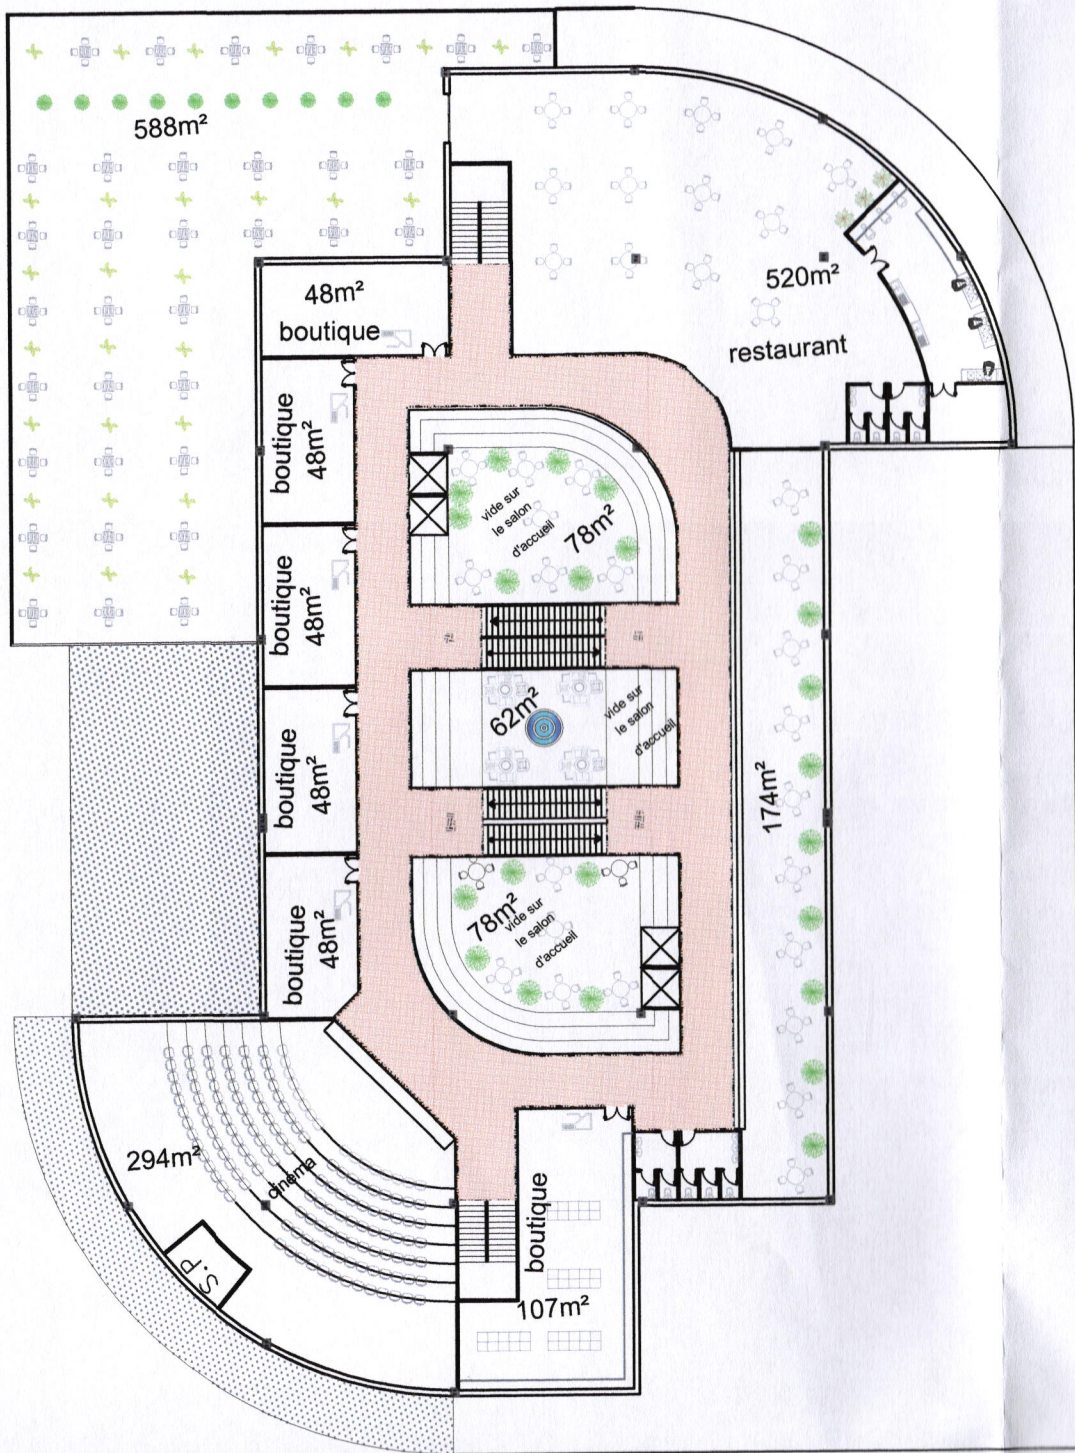 588m²
48m²
boutique
520m²
restaurant
boutique
48m²
vide sur
le salon
d'accueil
78m²
boutique
48m²
62m²
vide sur
le salon
d'accueil
boutique
48m²
174m²
boutique
48m²
78m²
vide sur
le salon
d'accueil
294m²
cinéma
S.P
boutique
107m²